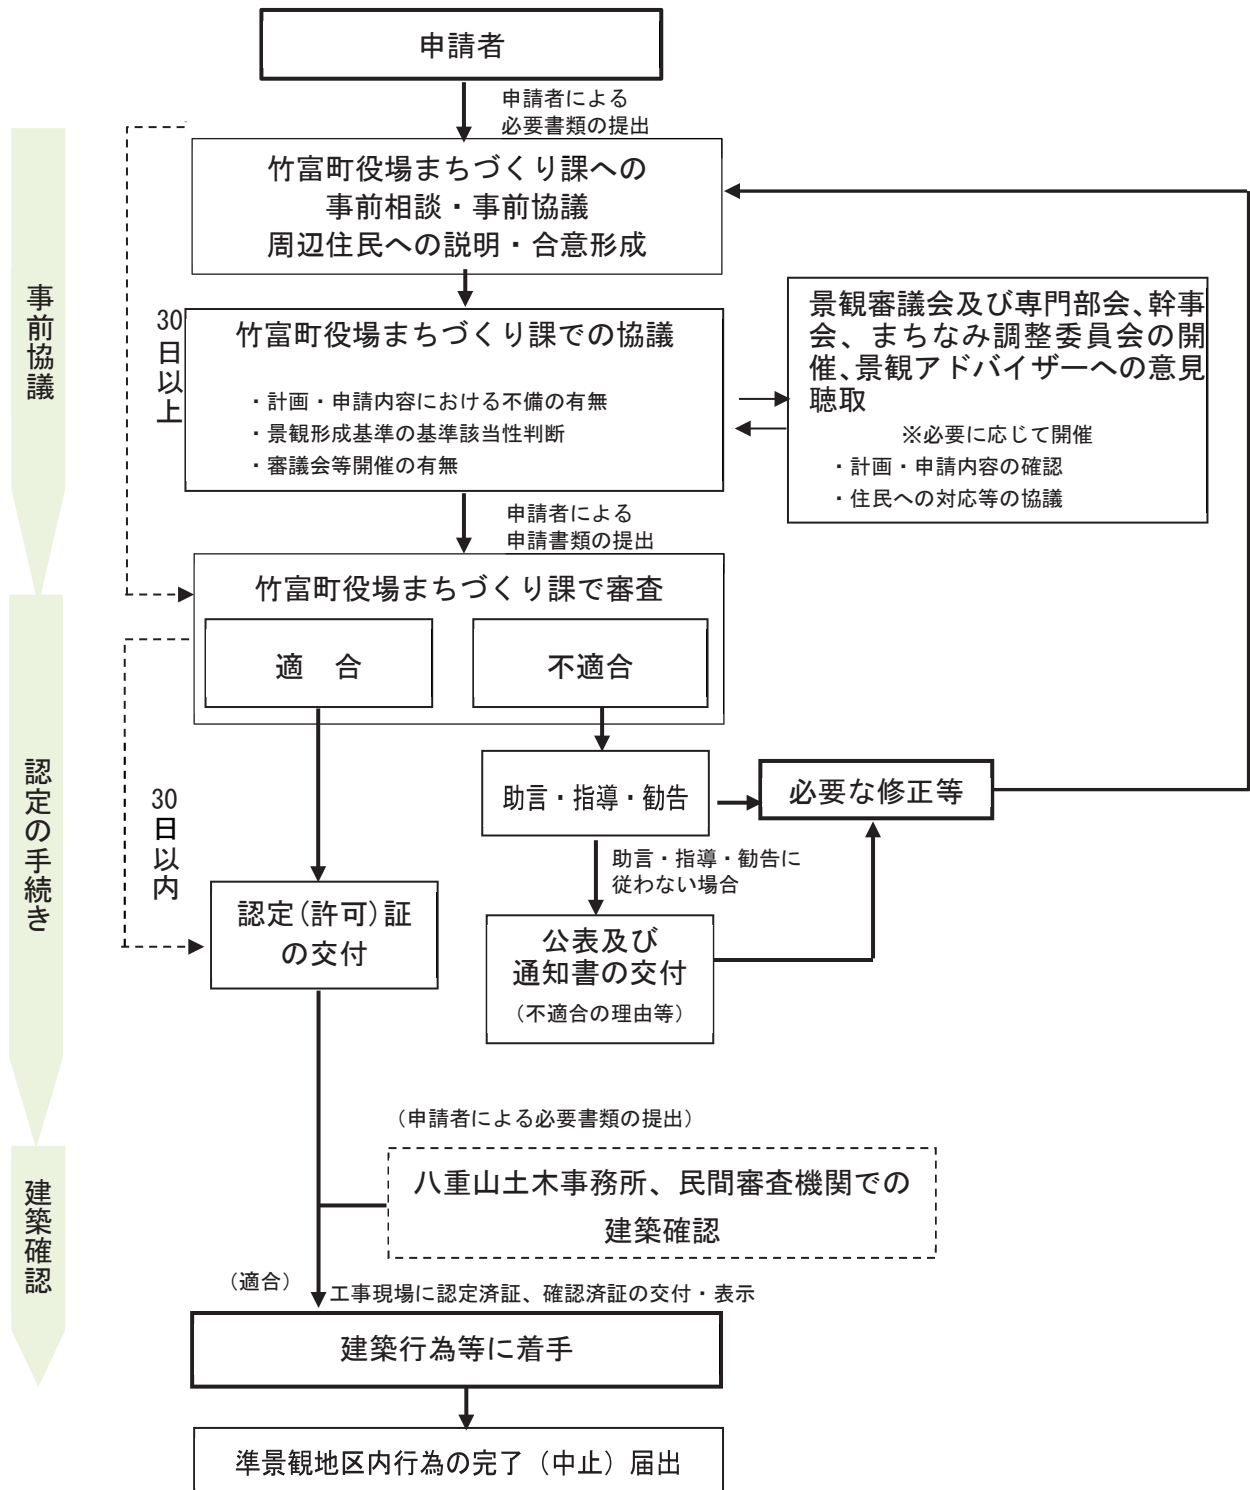 申請者
申請者による
必要書類の提出
事前協議
30日以上
竹富町役場まちづくり課への
事前相談・事前協議
周辺住民への説明・合意形成
竹富町役場まちづくり課での協議
・計画・申請内容における不備の有無
・景観形成基準の基準該当性判断
・審議会等開催の有無
景観審議会及び専門部会、幹事
会、まちなみ調整委員会の開
催、景観アドバイザーへの意見
聴取
※必要に応じて開催
・計画・申請内容の確認
・住民への対応等の協議
申請者による
申請書類の提出
認定の手続き
30日以内
竹富町役場まちづくり課で審査
適　合
不適合
助言・指導・勧告
必要な修正等
助言・指導・勧告に
従わない場合
認定(許可)証
の交付
公表及び
通知書の交付
（不適合の理由等）
建築確認
（申請者による必要書類の提出）
八重山土木事務所、民間審査機関での
建築確認
（適合）
工事現場に認定済証、確認済証の交付・表示
建築行為等に着手
準景観地区内行為の完了（中止）届出